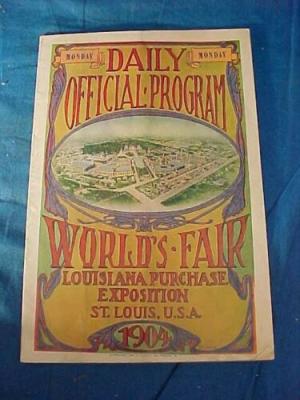 MONDAY MONDAY
DAILY
OFFICIAL·PROGRAM
WORLD'S·FAIR
LOUISIANA PURCHASE
EXPOSITION
ST. LOUIS, U.S.A.
1904